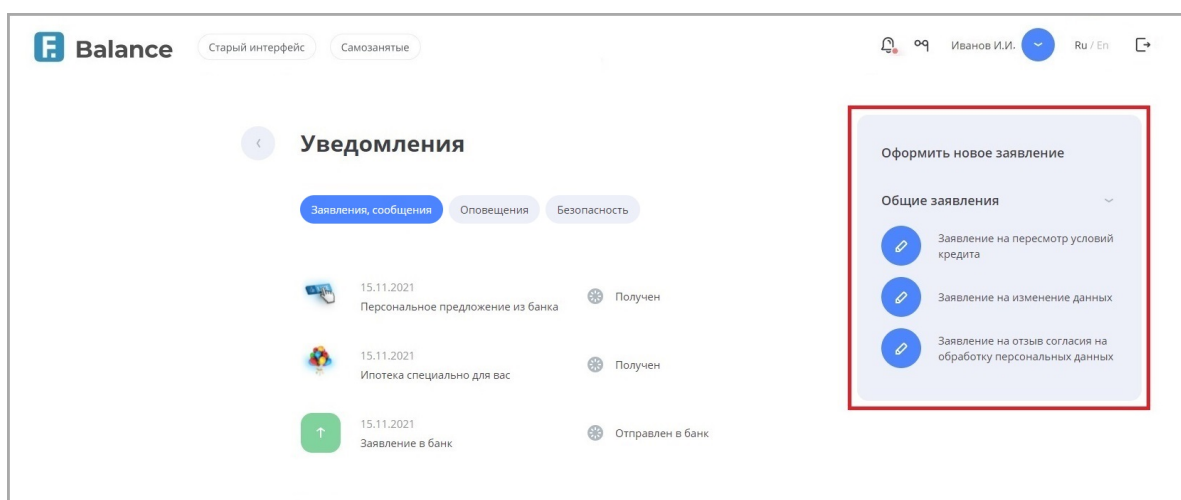 F. Balance
Старый интерфейс
Самозанятые
Иванов И.И.
Ru / En
Уведомления
Заявления, сообщения
Оповещения
Безопасность
15.11.2021
Персональное предложение из банка
Получен
15.11.2021
Ипотека специально для вас
Получен
15.11.2021
Заявление в банк
Отправлен в банк
Оформить новое заявление
Общие заявления
Заявление на пересмотр условий
кредита
Заявление на изменение данных
Заявление на отзыв согласия на
обработку персональных данных